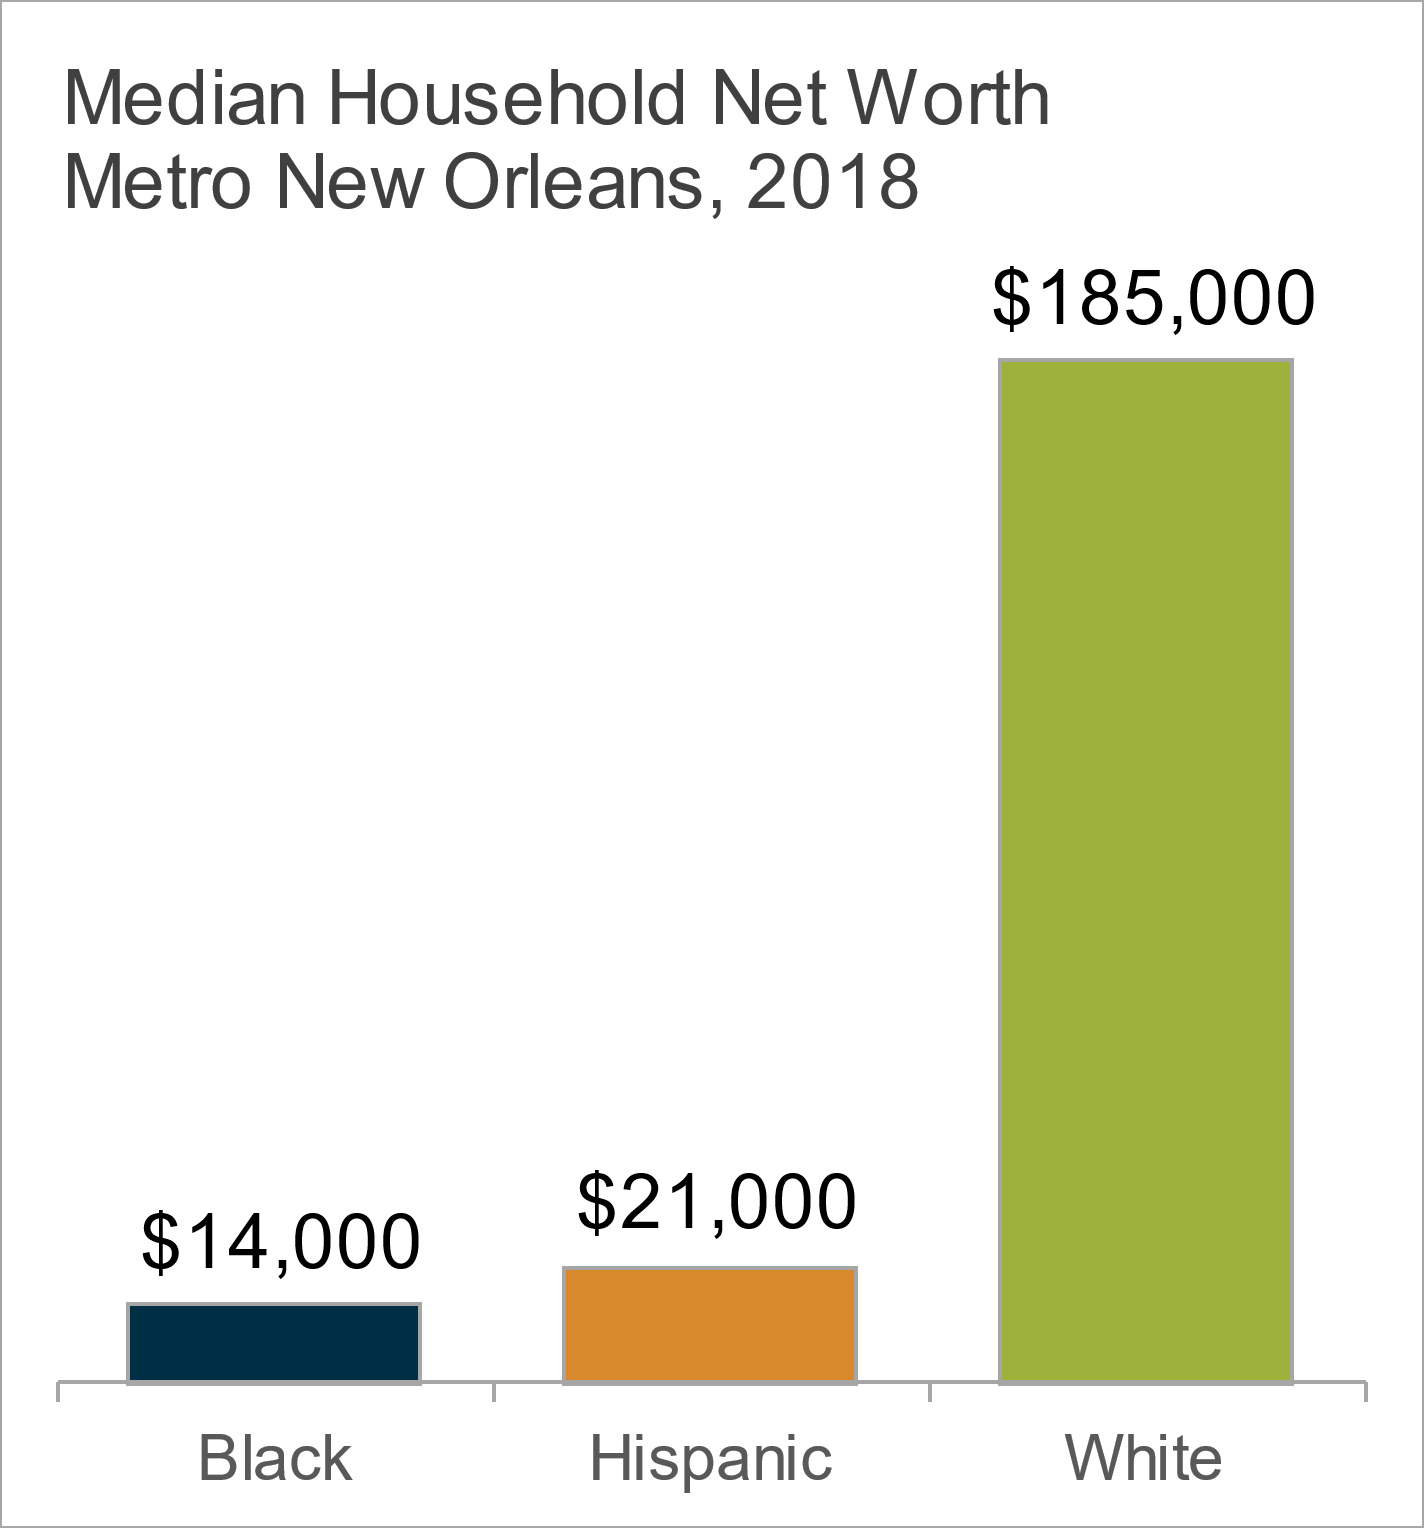 Median Household Net Worth
Metro New Orleans, 2018
$185,000
$21,000
$14,000
Black
Hispanic
White